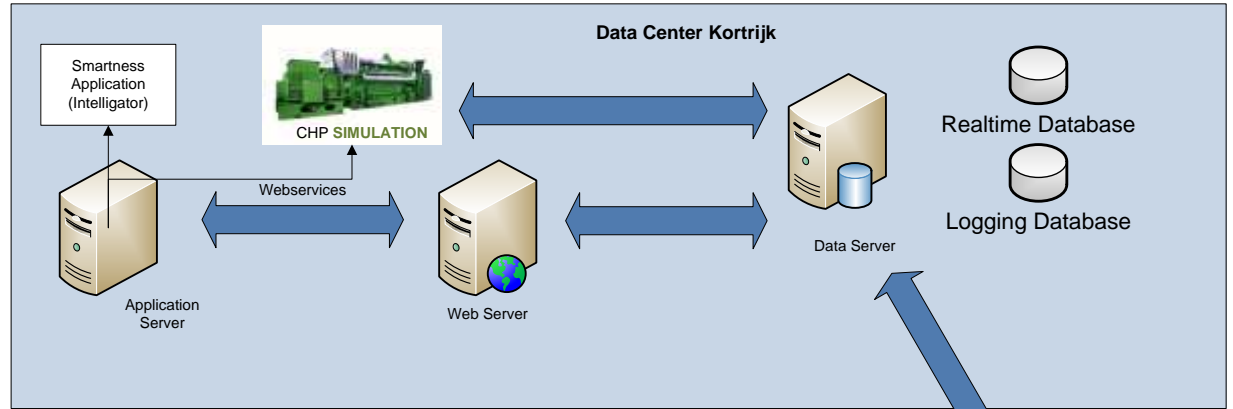 Data Center Kortrijk
Smartness
Application
(Intelligator)
CHP SIMULATION
Realtime Database
Webservices
Logging Database
Data Server
Application
Server
Web Server